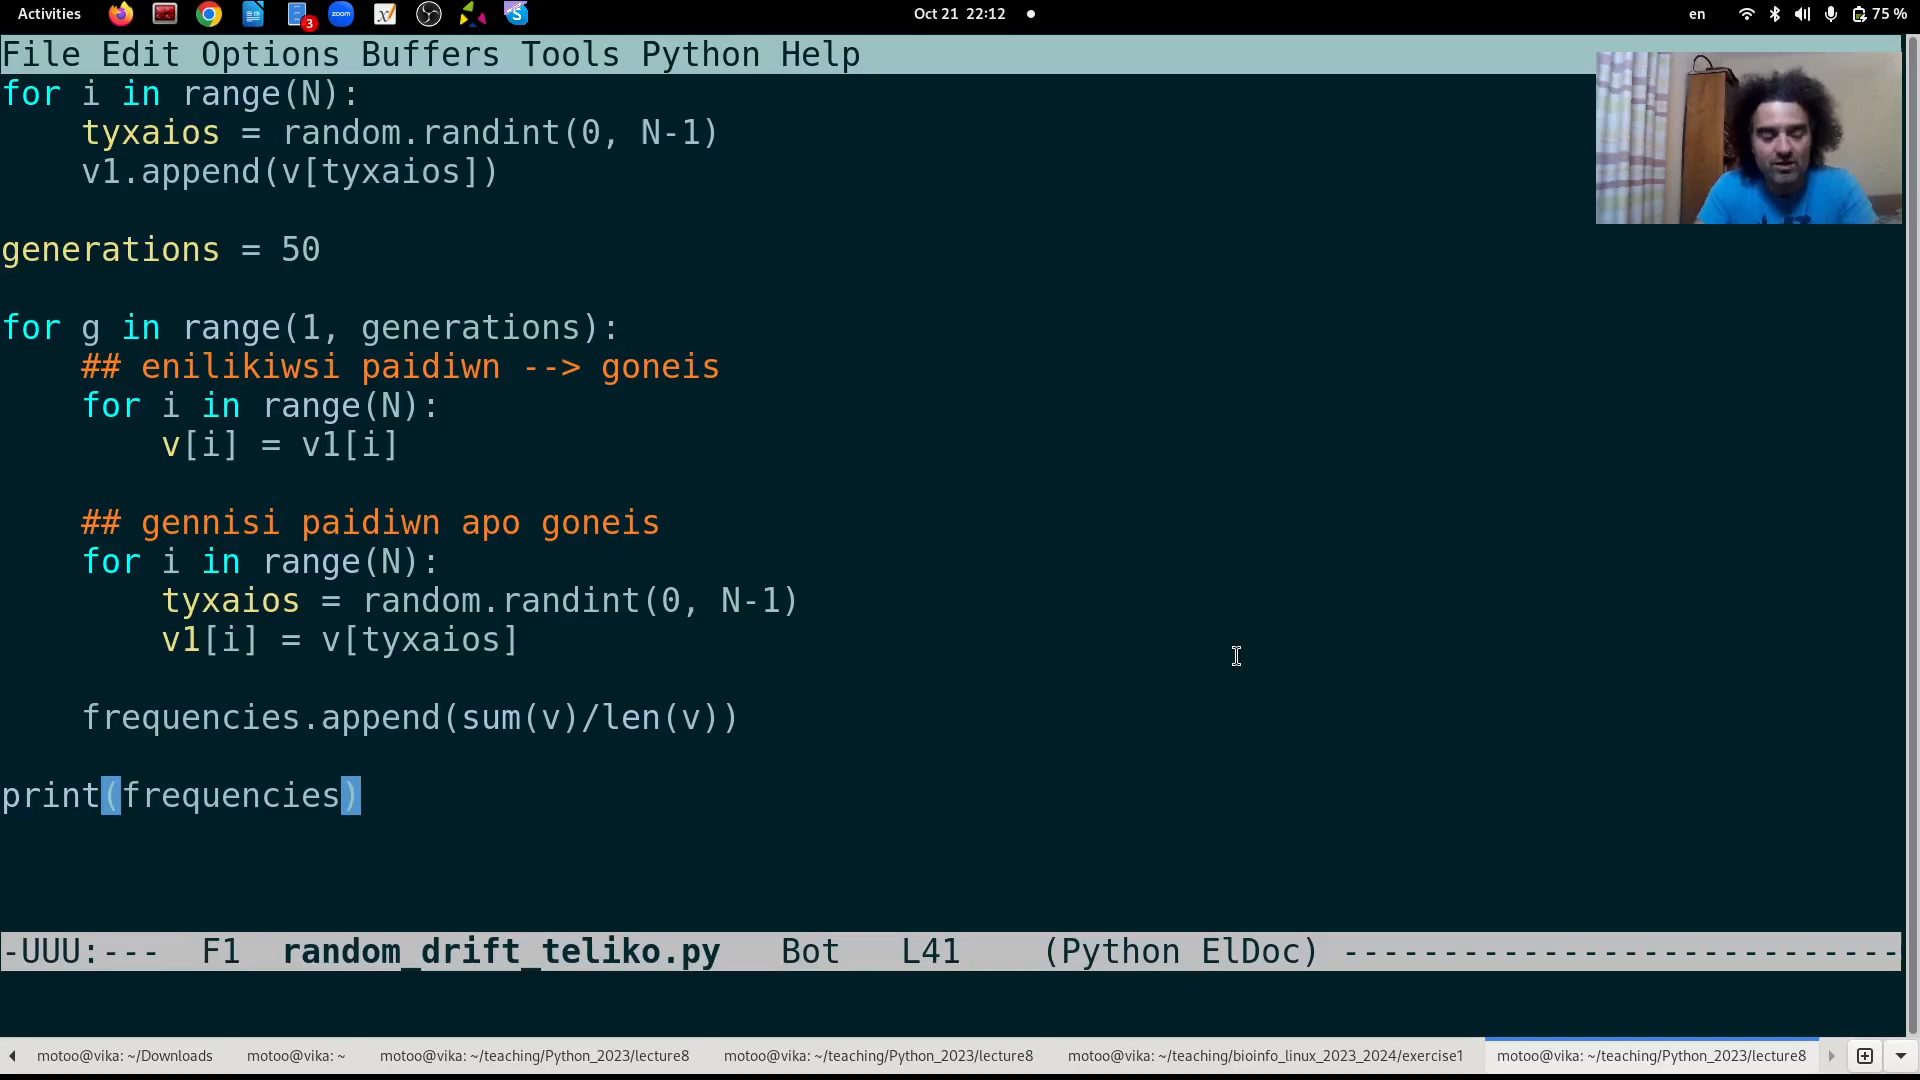 Activities
3
zoom
Oct 21 22:12
en
75 %
File Edit Options Buffers Tools Python Help
for i in range(N):
    tyxaios = random.randint(0, N-1)
    v1.append(v[tyxaios])
generations = 50
for g in range(1, generations):
    ## enilikiwsi paidiwn --> goneis
    for i in range(N):
        v[i] = v1[i]
    ## gennisi paidiwn apo goneis
    for i in range(N):
        tyxaios = random.randint(0, N-1)
        v1[i] = v[tyxaios]
    frequencies.append(sum(v)/len(v))
print(frequencies)
-UUU:--- F1 random_drift_teliko.py Bot L41 (Python ElDoc) ----------------------------
motoo@vika: ~/Downloads
motoo@vika: ~
motoo@vika: ~/teaching/Python_2023/lecture8
motoo@vika: ~/teaching/Python_2023/lecture8
motoo@vika: ~/teaching/bioinfo_linux_2023_2024/exercise1
motoo@vika: ~/teaching/Python_2023/lecture8